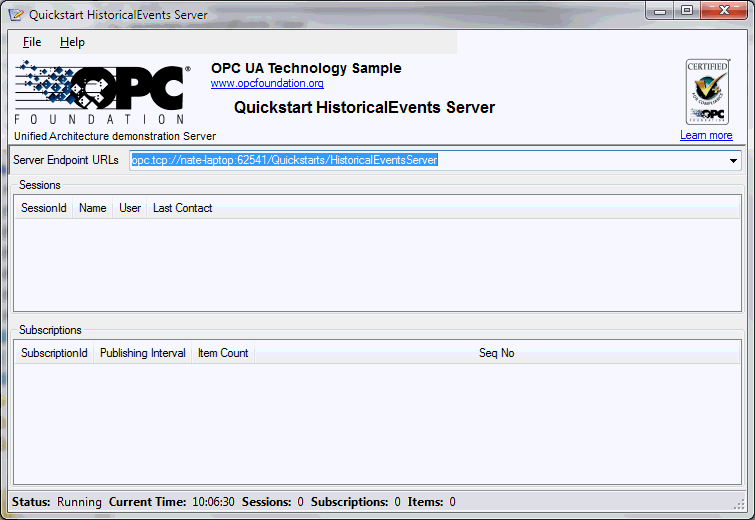 Quickstart HistoricalEvents Server
File Help
OPC®
FOUNDATION
Unified Architecture demonstration Server
OPC UA Technology Sample
www.opcfoundation.org
Quickstart HistoricalEvents Server
CERTIFIED
FOR COMPLIANCE
OPC
Learn more
Server Endpoint URLs opc.tcp://nate-laptop:62541/Quickstarts/HistoricalEventsServer
Sessions
SessionId Name User Last Contact
Subscriptions
SubscriptionId Publishing Interval Item Count Seq No
Status: Running Current Time: 10:06:30 Sessions: 0 Subscriptions: 0 Items: 0